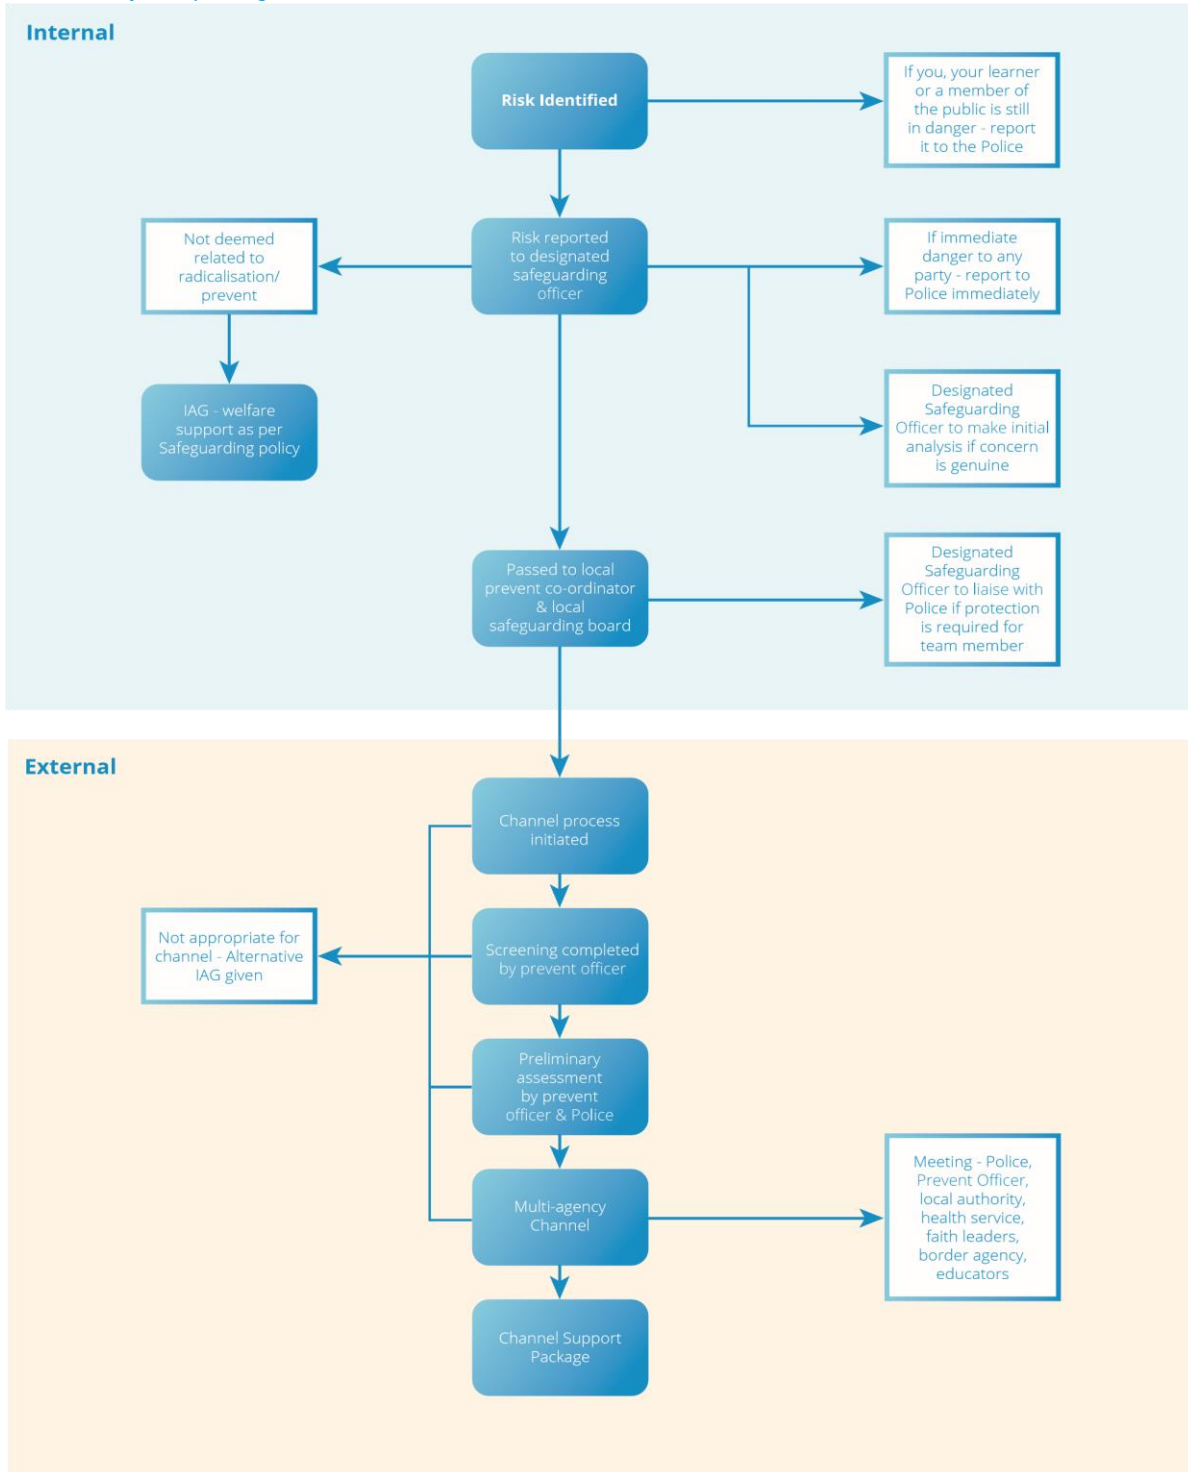 Internal
Risk Identified
If you, your learner
or a member of
the public is still
in danger - report
it to the Police
Not deemed
related to
radicalisation/
prevent
Risk reported
to designated
safeguarding
officer
If immediate
danger to any
party - report to
Police immediately
IAG - welfare
support as per
Safeguarding policy
Designated
Safeguarding
Officer to make initial
analysis if concern
is genuine
Passed to local
prevent co-ordinator
& local
safeguarding board
Designated
Safeguarding
Officer to liaise with
Police if protection
is required for
team member
External
Channel process
initiated
Not appropriate for
channel - Alternative
IAG given
Screening completed
by prevent officer
Preliminary
assessment
by prevent
officer & Police
Multi-agency
Channel
Meeting - Police,
Prevent Officer,
local authority,
health service,
faith leaders,
border agency,
educators
Channel Support
Package